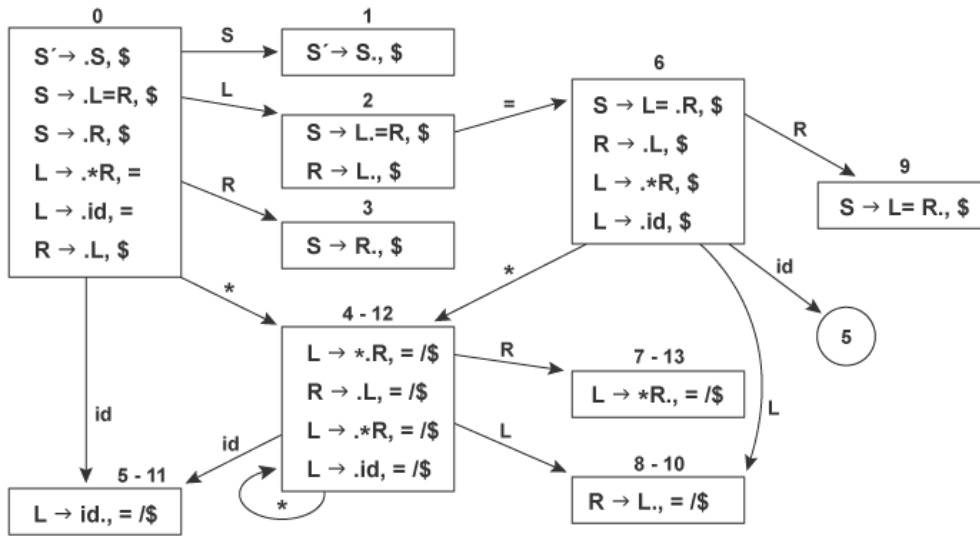 0
S´→ .S, $
S → .L=R, $
S → .R, $
L → .*R, =
L → .id, =
R → .L, $
S
1
S´→ S., $
L
2
S → L.=R, $
R → L., $
=
6
S → L= .R, $
R → .L, $
L → .*R, $
L → .id, $
R
9
S → L= R., $
R
3
S → R., $
*
*
id
5
4 - 12
L → *.R, = /$
R → .L, = /$
L → .*R, = /$
L → .id, = /$
R
7 - 13
L → *R., = /$
L
id
id
L
*
5 - 11
L → id., = /$
8 - 10
R → L., = /$